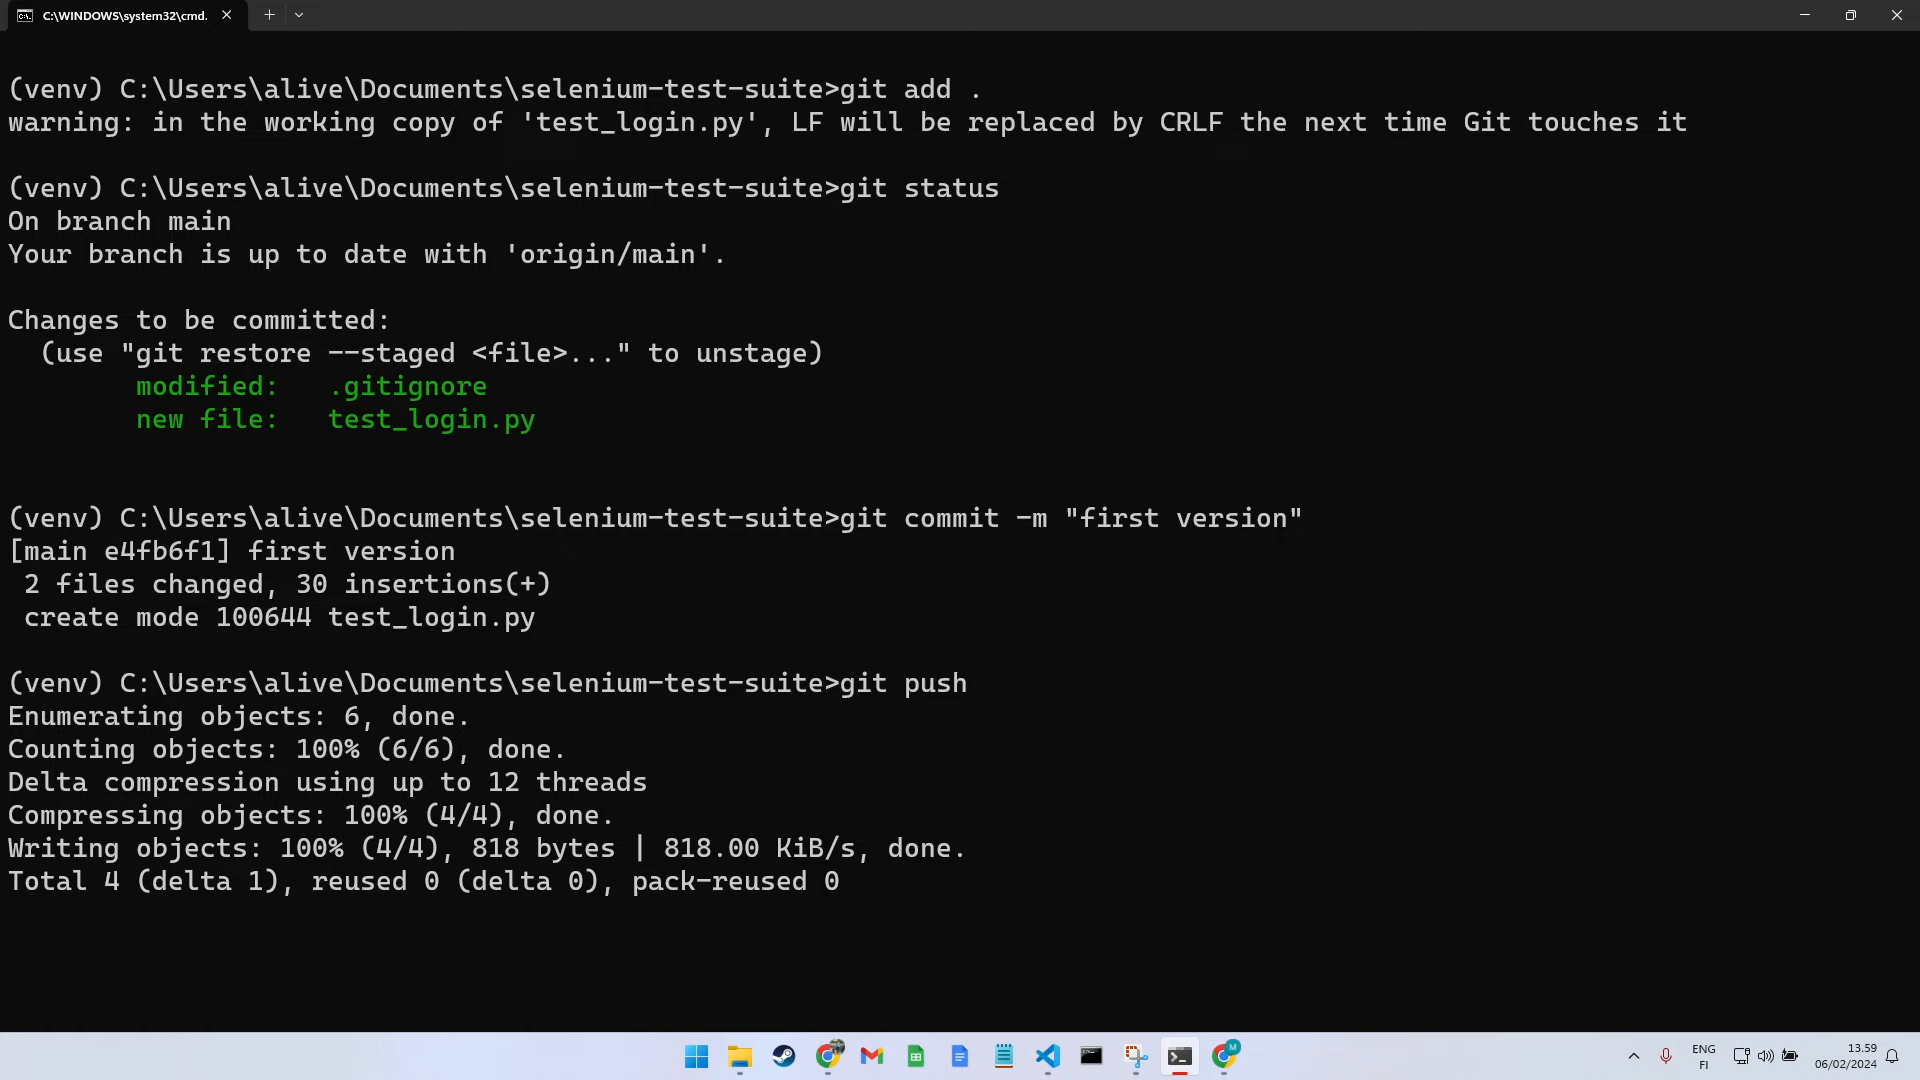 C:\WINDOWS\system32\cmd.
(venv) C:\Users\alive\Documents\selenium-test-suite>git add .
warning: in the working copy of 'test_login.py', LF will be replaced by CRLF the next time Git touches it
(venv) C:\Users\alive\Documents\selenium-test-suite>git status
On branch main
Your branch is up to date with 'origin/main'.
Changes to be committed:
  (use "git restore --staged <file>..." to unstage)
        modified:   .gitignore
        new file:   test_login.py
(venv) C:\Users\alive\Documents\selenium-test-suite>git commit -m "first version"
[main e4fb6f1] first version
 2 files changed, 30 insertions(+)
 create mode 100644 test_login.py
(venv) C:\Users\alive\Documents\selenium-test-suite>git push
Enumerating objects: 6, done.
Counting objects: 100% (6/6), done.
Delta compression using up to 12 threads
Compressing objects: 100% (4/4), done.
Writing objects: 100% (4/4), 818 bytes | 818.00 KiB/s, done.
Total 4 (delta 1), reused 0 (delta 0), pack-reused 0
M
ENG
FI
13.59
06/02/2024